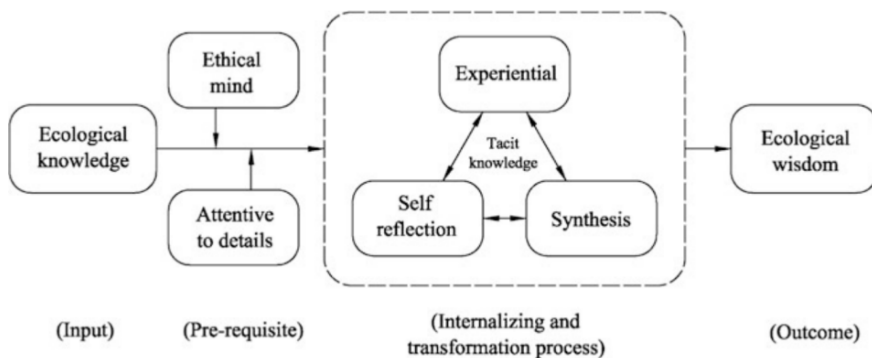 Ethical
mind
Ecological
knowledge
Attentive
to details
Experiential
Tacit
knowledge
Self
reflection
Synthesis
Ecological
wisdom
(Input)
(Pre-requisite)
(Internalizing and
transformation process)
(Outcome)